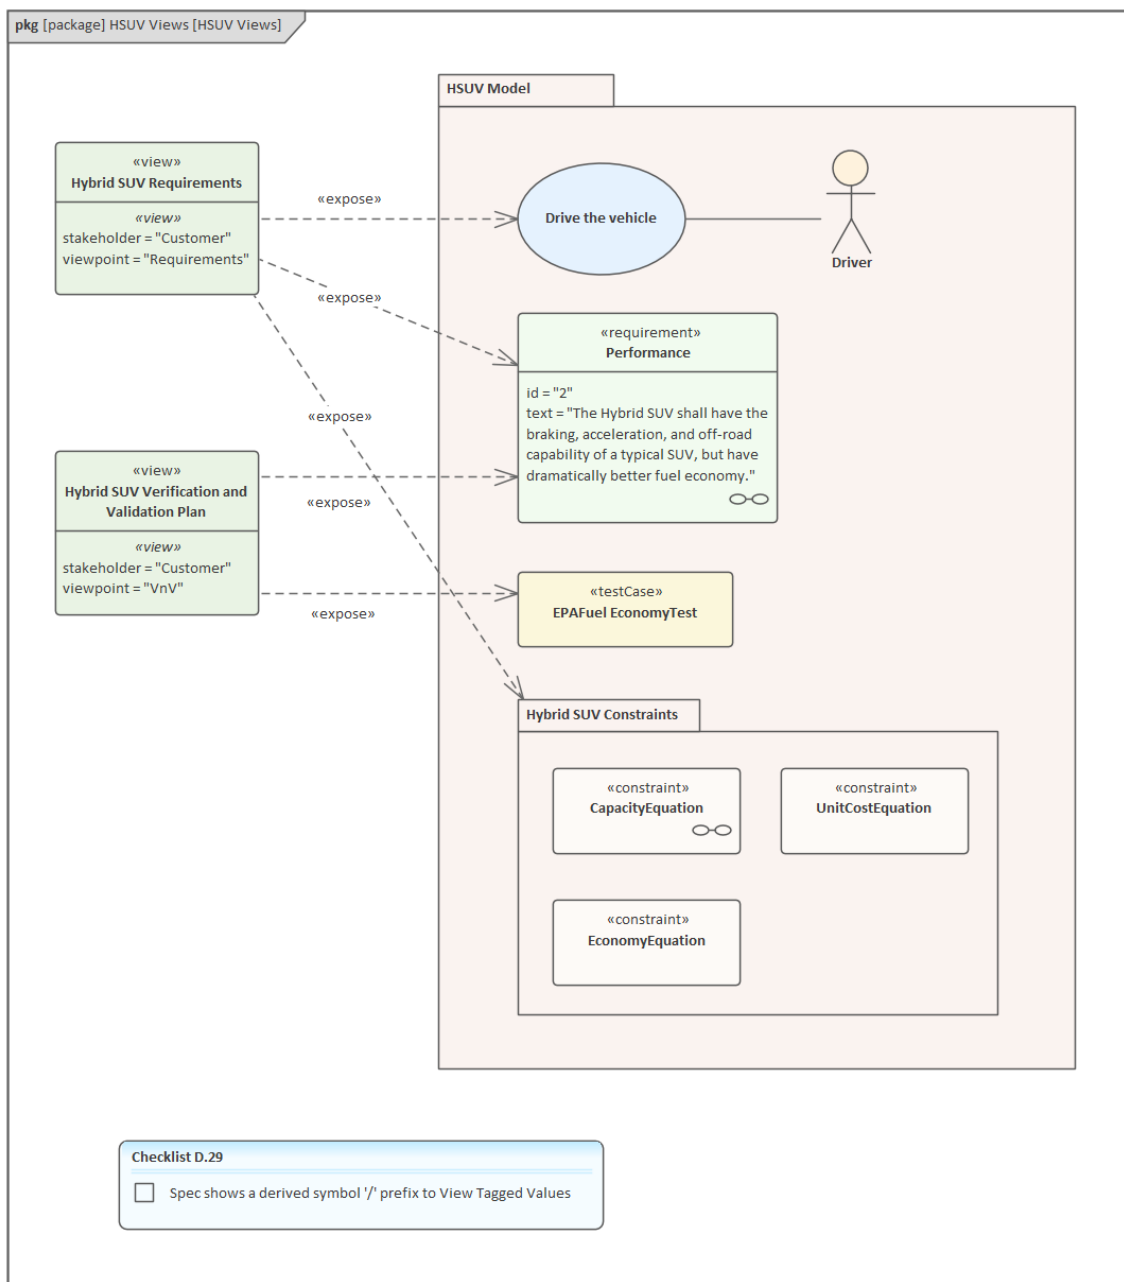 pkg [package] HSUV Views [HSUV Views]
HSUV Model
«view»
Hybrid SUV Requirements
«view»
stakeholder = "Customer"
viewpoint = "Requirements"
«expose»
Drive the vehicle
Driver
«expose»
«requirement»
Performance
id = "2"
text = "The Hybrid SUV shall have the
braking, acceleration, and off-road
capability of a typical SUV, but have
dramatically better fuel economy."
«expose»
«view»
Hybrid SUV Verification and
Validation Plan
«view»
stakeholder = "Customer"
viewpoint = "VnV"
«expose»
«expose»
«testCase»
EPAFuel EconomyTest
Hybrid SUV Constraints
«constraint»
CapacityEquation
«constraint»
UnitCostEquation
«constraint»
EconomyEquation
Checklist D.29
Spec shows a derived symbol '/' prefix to View Tagged Values